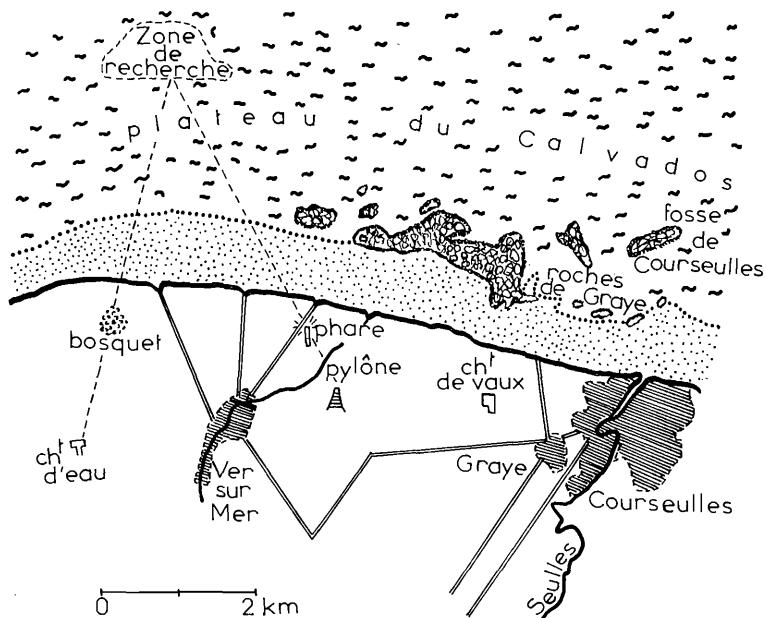 Zone
de
recherche
plateau du Calvados
fosse
de
Courseulles
roches
de Graye
phare
bosquet
pylône
cht
de vaux
cht
d'eau
Ver
sur
Mer
Graye
Courseulles
Seulles
0 2 km